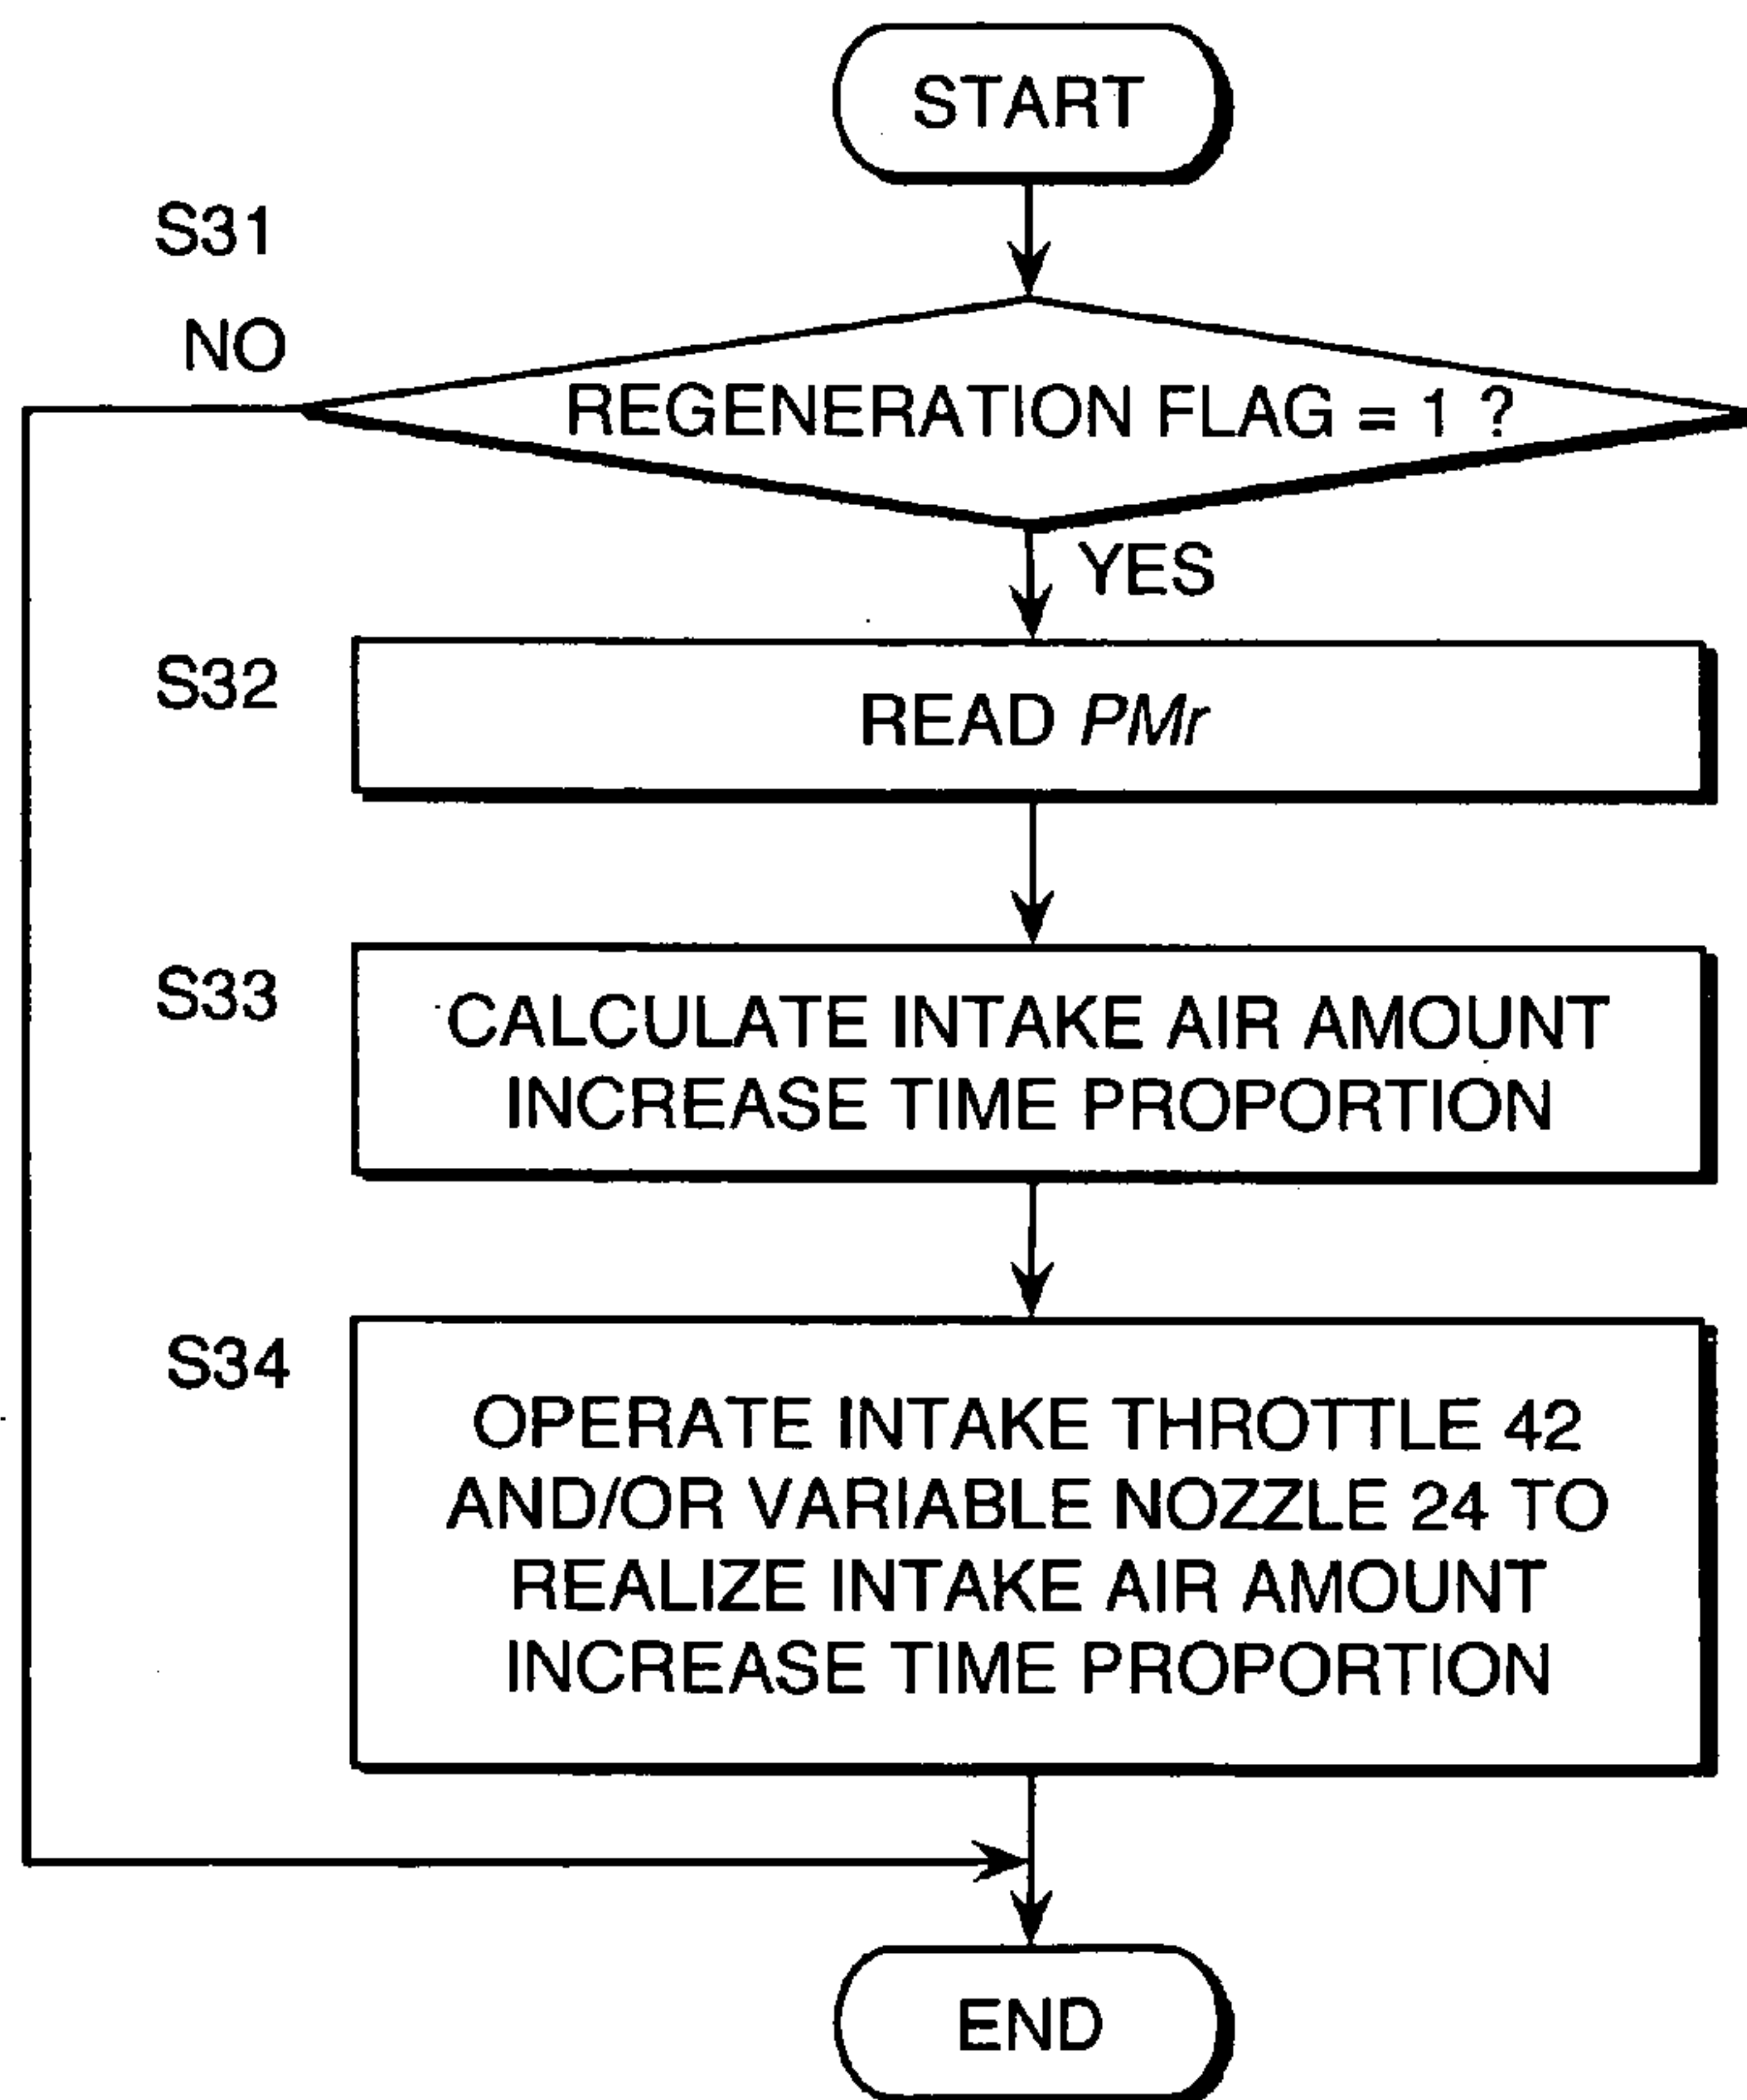 START
S31
NO
REGENERATION FLAG = 1 ?
YES
S32
READ PMr
S33
CALCULATE INTAKE AIR AMOUNT
INCREASE TIME PROPORTION
S34
OPERATE INTAKE THROTTLE 42
AND/OR VARIABLE NOZZLE 24 TO
REALIZE INTAKE AIR AMOUNT
INCREASE TIME PROPORTION
END